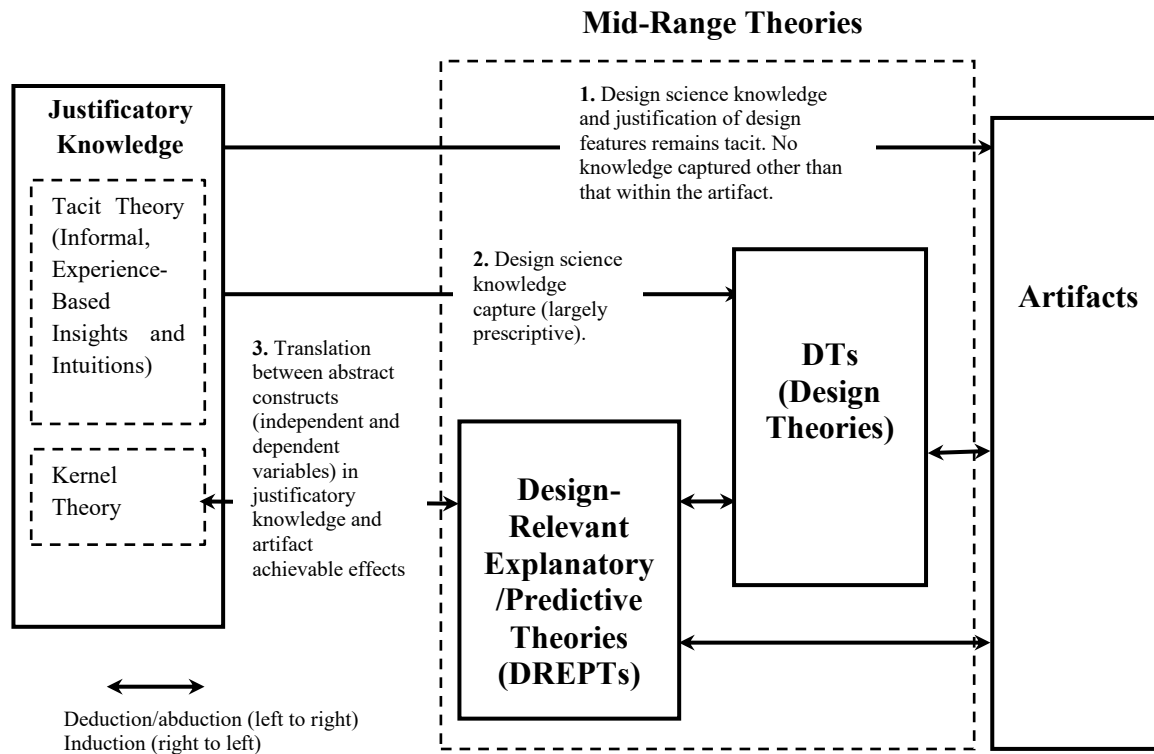 Mid-Range Theories
Justificatory
Knowledge
Tacit Theory
(Informal,
Experience-
Based
Insights and
Intuitions)
Kernel
Theory
1. Design science knowledge
and justification of design
features remains tacit. No
knowledge captured other than
that within the artifact.
2. Design science
knowledge
capture (largely
prescriptive).
3. Translation
between abstract
constructs
(independent and
dependent
variables) in
justificatory
knowledge and
artifact
achievable effects
Design-
Relevant
Explanatory
/Predictive
Theories
(DREPTs)
DTs
(Design
Theories)
Artifacts
Deduction/abduction (left to right)
Induction (right to left)